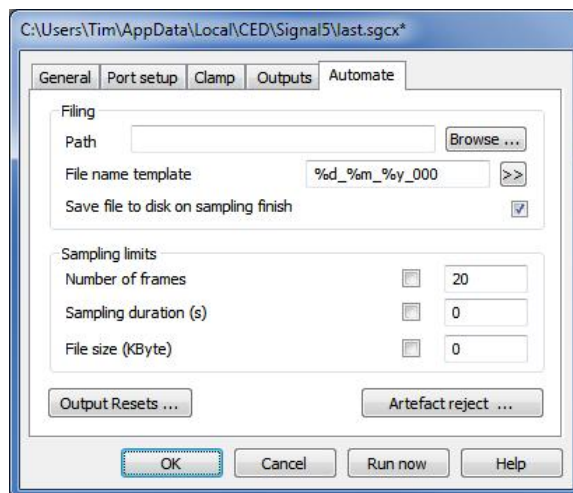 C:\Users\Tim\AppData\Local\CED\Signal5\last.sgcx*
General Port setup Clamp Outputs Automate
Filing
Path Browse ...
File name template %d_%m_%y_000 >>
Save file to disk on sampling finish
Sampling limits
Number of frames 20
Sampling duration (s) 0
File size (KByte) 0
Output Resets ... Artefact reject ...
OK Cancel Run now Help